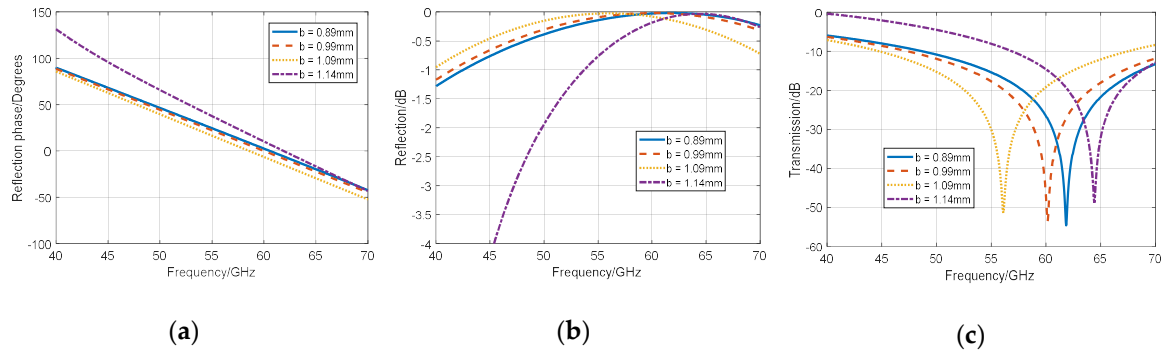 150
100
50
0
-50
-100
40 45 50 55 60 65 70
Reflection phase/Degrees
Frequency/GHz
b = 0.89mm
b = 0.99mm
b = 1.09mm
b = 1.14mm
(a)
0
-0.5
-1
-1.5
-2
-2.5
-3
-3.5
-4
40 45 50 55 60 65 70
Reflection/dB
Frequency/GHz
b = 0.89mm
b = 0.99mm
b = 1.09mm
b = 1.14mm
(b)
0
-10
-20
-30
-40
-50
-60
40 45 50 55 60 65 70
Transmission/dB
Frequency/GHz
b = 0.89mm
b = 0.99mm
b = 1.09mm
b = 1.14mm
(c)